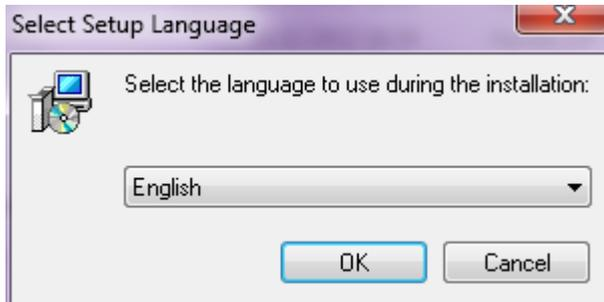 Select Setup Language
Select the language to use during the installation:
English
OK
Cancel